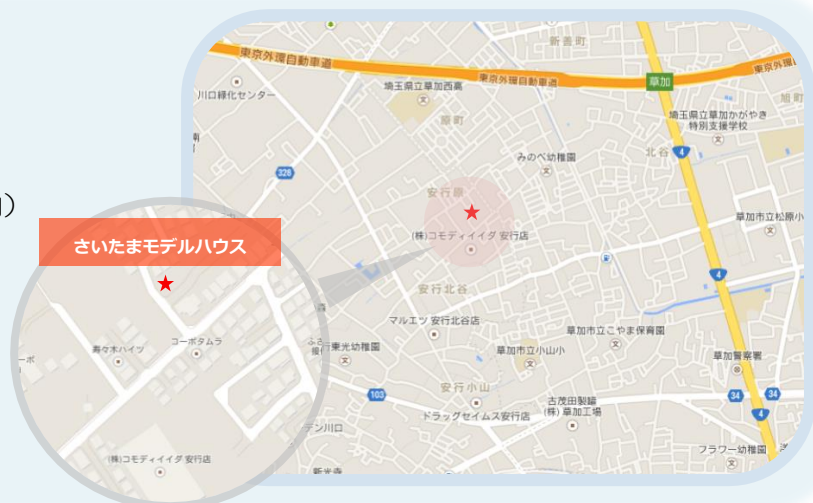 新善町
東京外環自動車道
東京外環自動車道
草加
川口緑化センター
埼玉県立草加西高
旭町
原町
埼玉県立草加かがやき
特別支援学校
みのべ幼稚園
北谷
4
328
安行原
(株)コモディイイダ 安行店
草加市立松原小
さいたまモデルハウス
4
安行北谷
マルエツ 安行北谷店
草加市立こやま保育園
寿々木ハイツ
コーポタムラ
東光幼稚園
草加市立小山小
草加警察署
安行小山
103
34
34
古茂田製鎰
(株) 草加工場
ドラッグセイムス安行店
4
フラワー幼稚園
(株)コモディイイダ 安行店